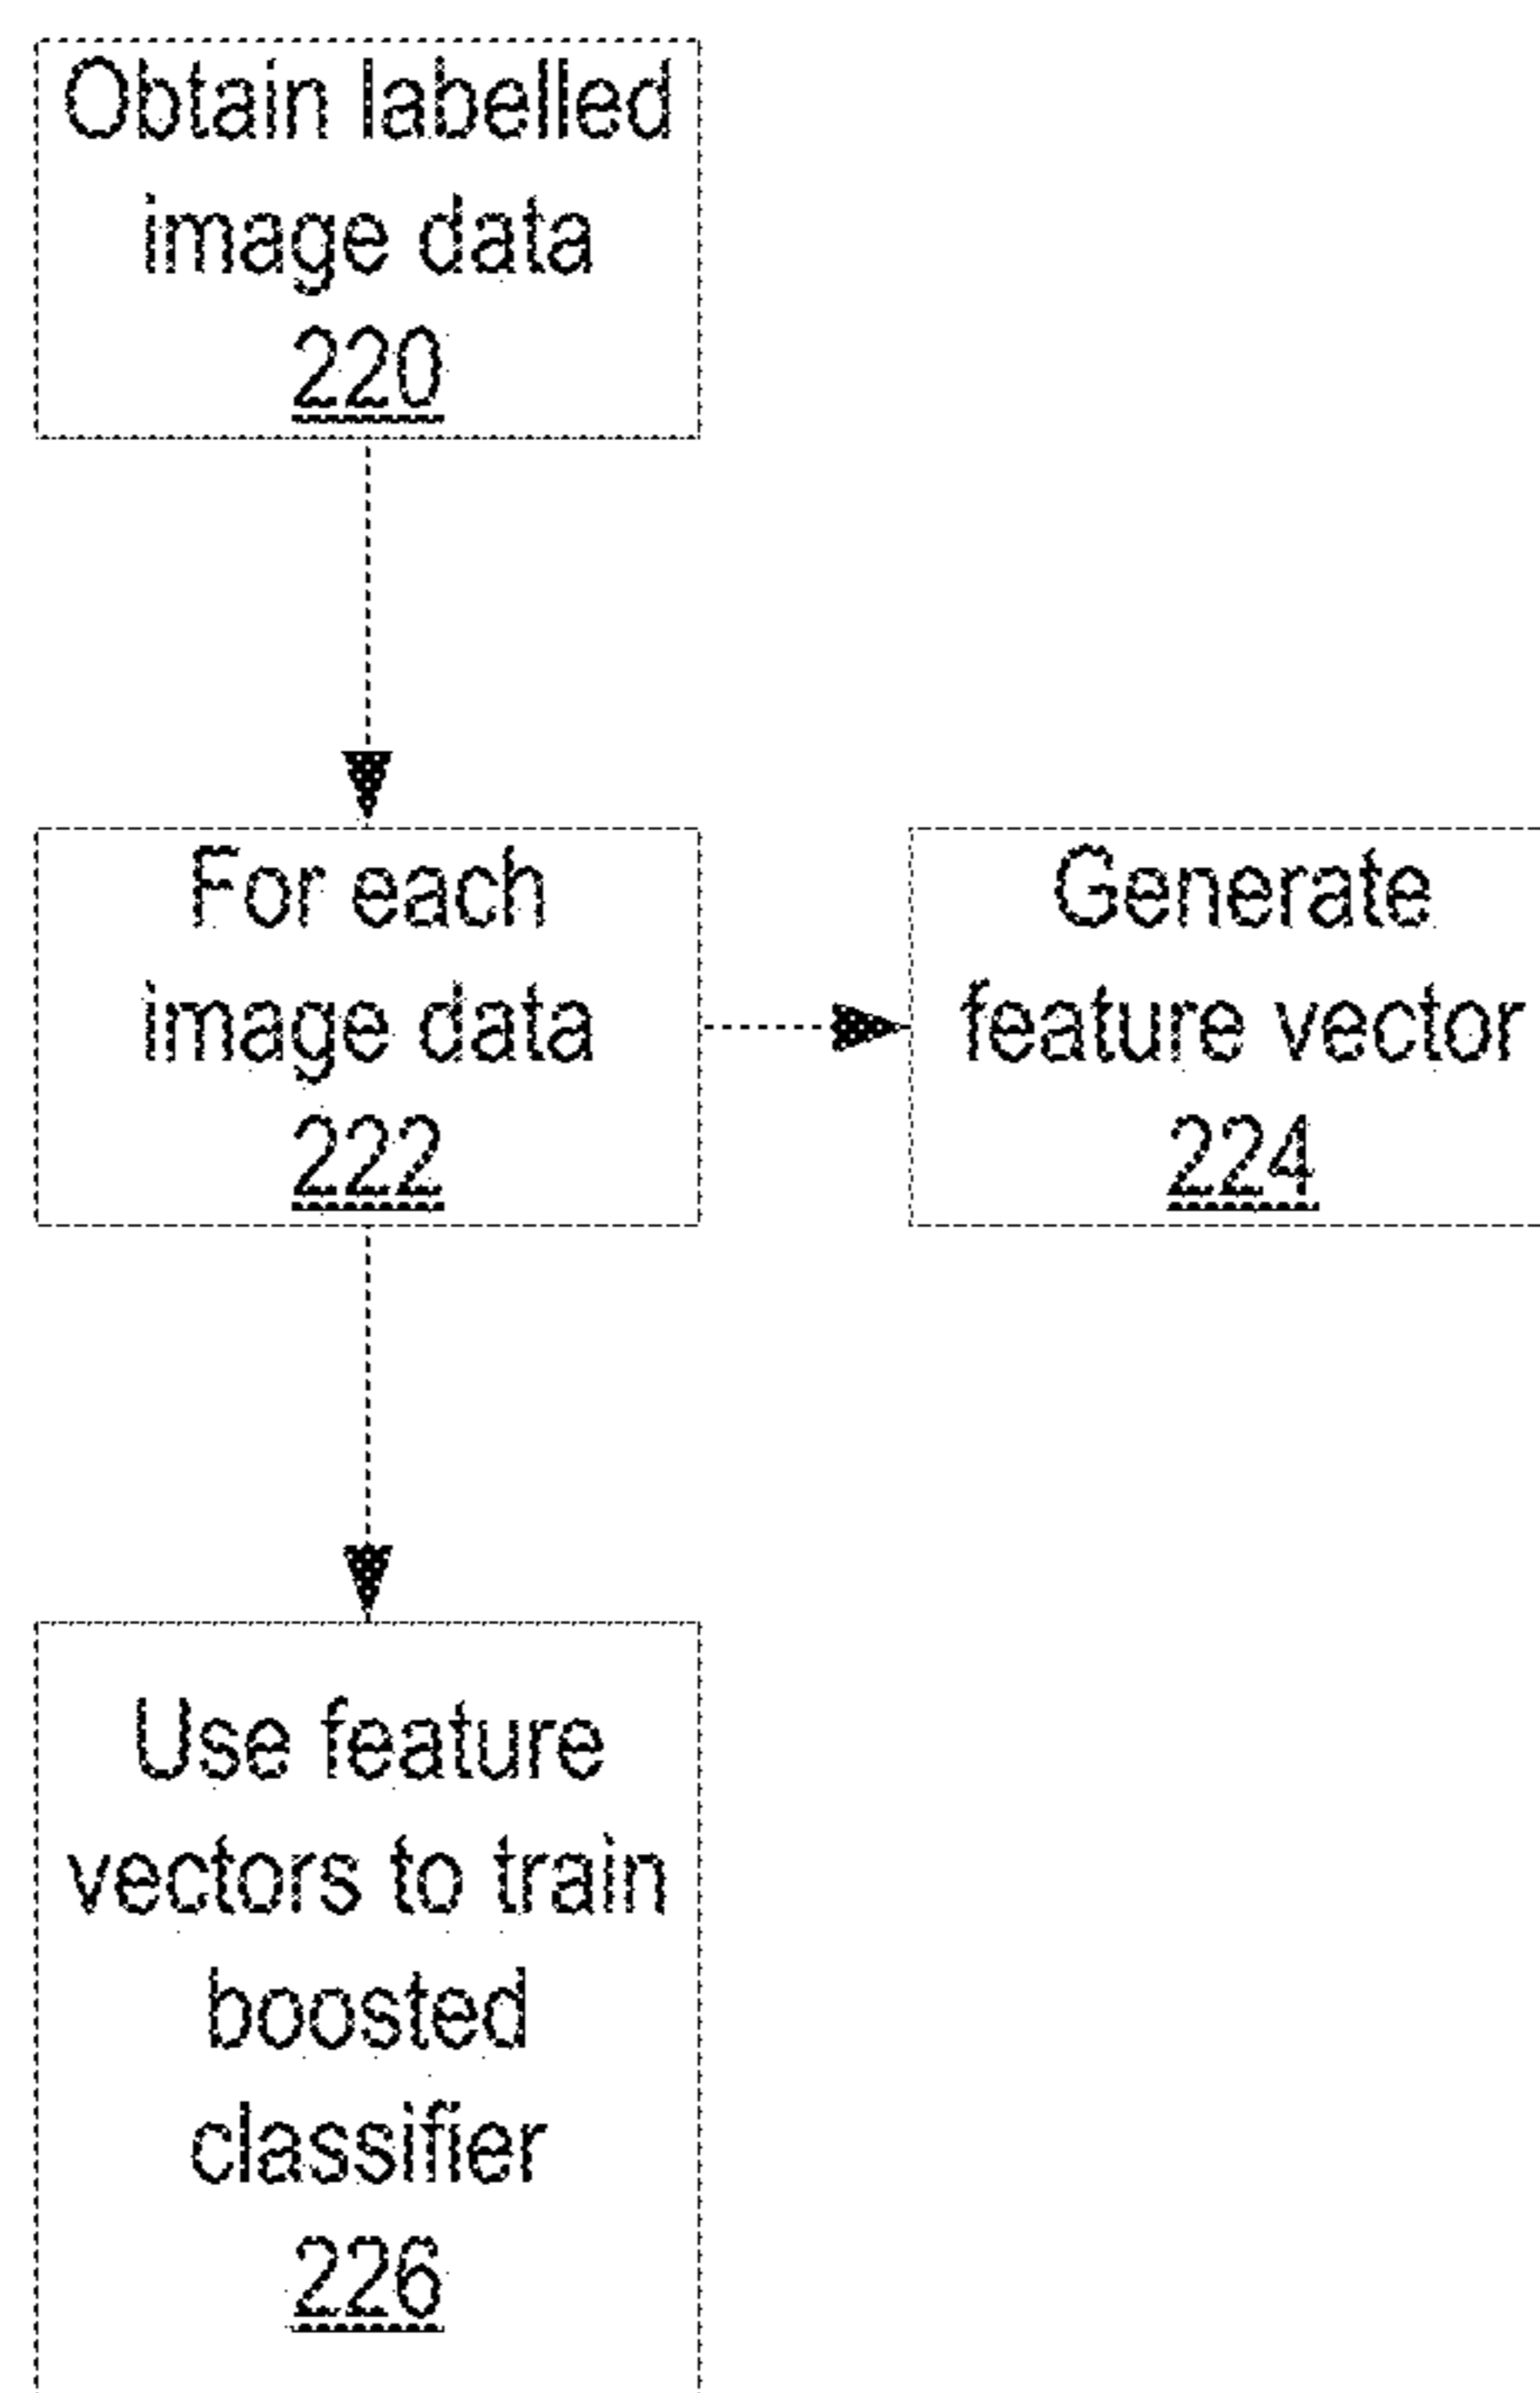 Obtain labelled
image data
220
For each
image data
222
Generate
feature vector
224
Use feature
vectors to train
boosted
classifier
226